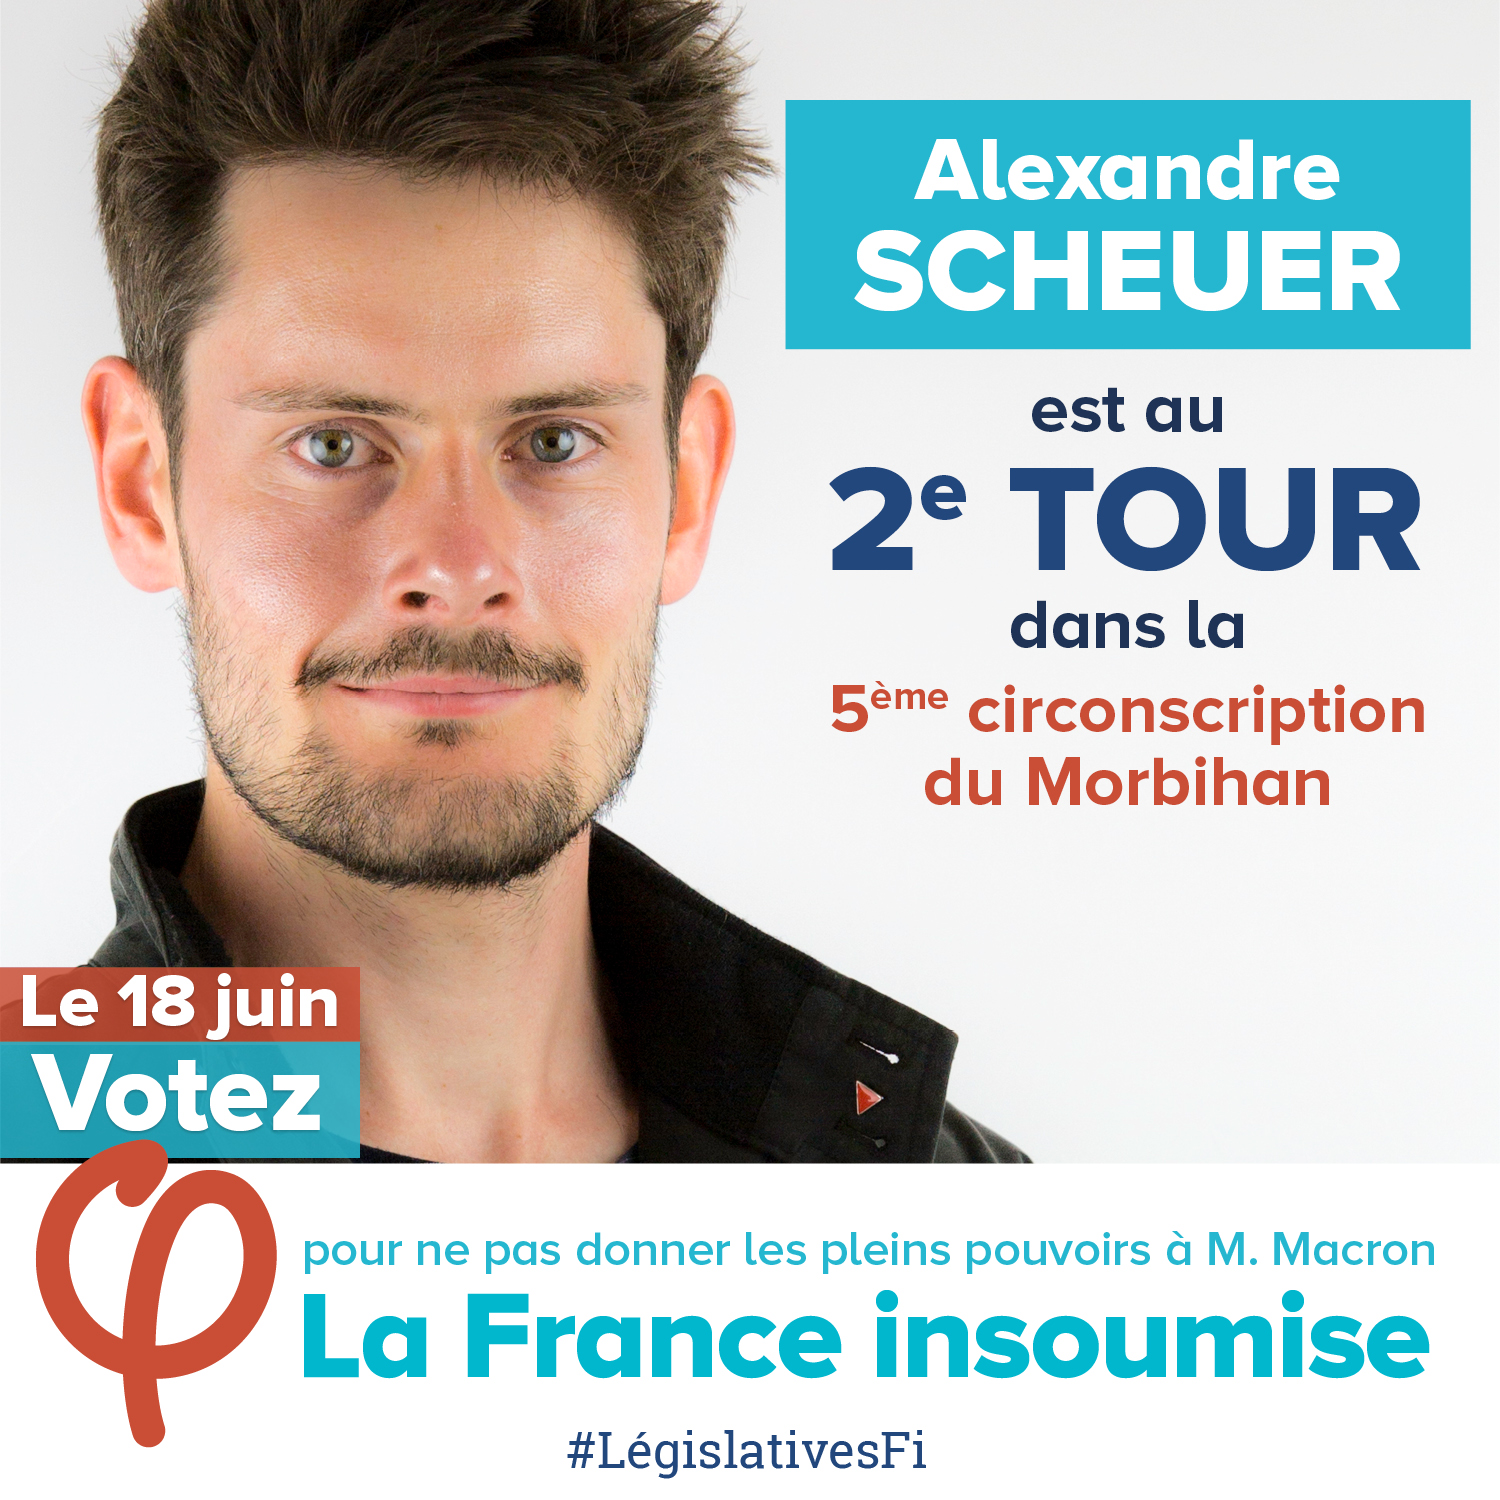 Alexandre
SCHEUER
est au
2e TOUR
dans la
5ème circonscription
du Morbihan
Le 18 juin
Votez
φ
pour ne pas donner les pleins pouvoirs à M. Macron
La France insoumise
#LégislativesFi